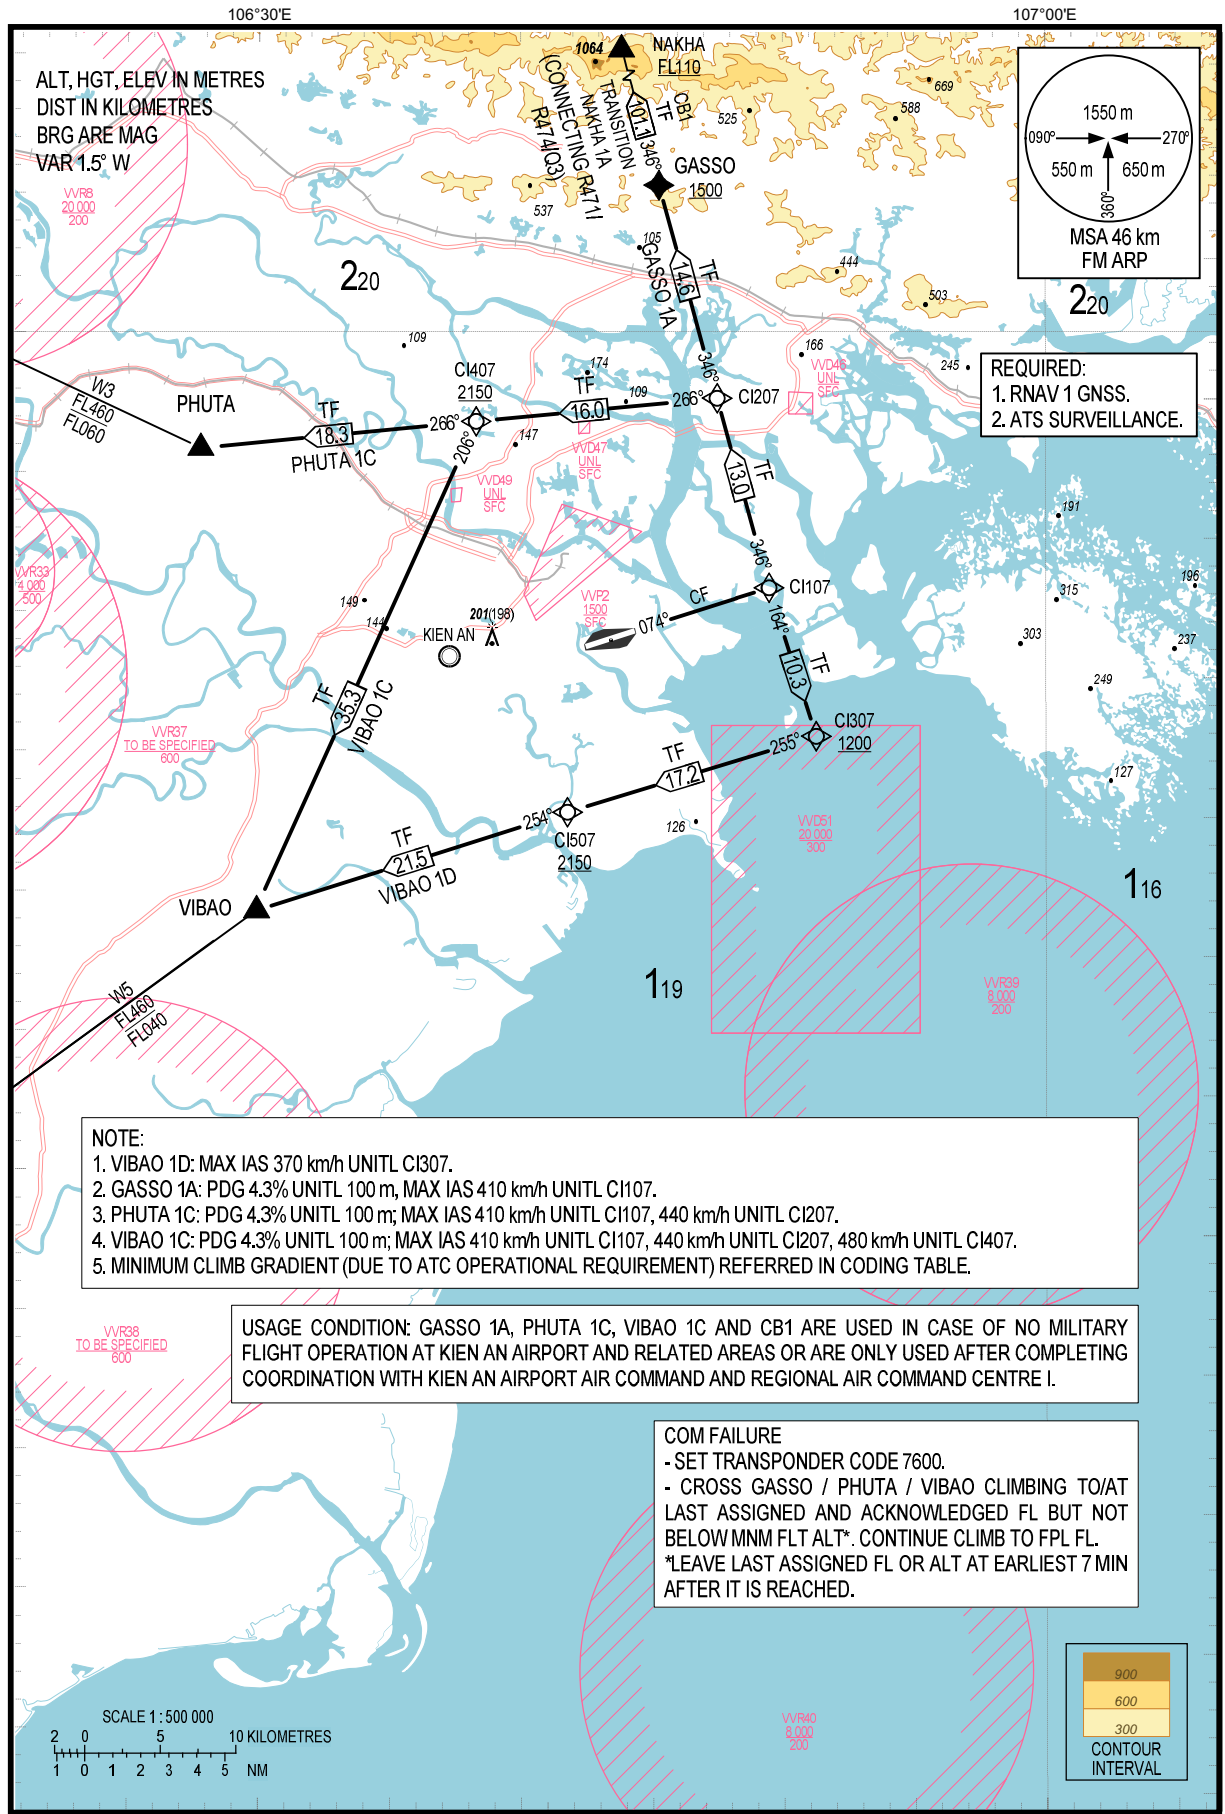 106°30'E
107°00'E
ALT, HGT, ELEV IN METRES
DIST IN KILOMETRES
BRG ARE MAG
VAR 1.5° W
VVR8
20 000
200
1064
NAKHA
FL110
101.1
346°
TF
CB1
NAKHA 1A
TRANSITION
(CONNECTING R471/
R474/Q3)
525
669
588
537
GASSO
1500
1550 m
090°
270°
550 m
650 m
360°
MSA 46 km
FM ARP
105
GASSO 1A
14.6
TF
346°
444
503
220
220
109
174
109
166
245
VVD46
UNL
SFC
REQUIRED:
1. RNAV 1 GNSS.
2. ATS SURVEILLANCE.
W3
FL460
FL060
PHUTA
TF
18.3
PHUTA 1C
266°
CI407
2150
206°
TF
16.0
266°
CI207
147
VVD47
UNL
SFC
VVD49
UNL
SFC
13.0
TF
346°
191
196
315
303
237
249
127
VVR33
4 000
500
149
144
KIEN AN
201(198)
VVP2
1500
SFC
074°
CF
CI107
164°
10.3
TF
TF
35.3
VIBAO 1C
VVR37
TO BE SPECIFIED
600
CI307
1200
255°
TF
17.2
126
CI507
2150
254°
TF
21.5
VIBAO 1D
VVD51
20 000
300
VIBAO
116
119
W5
FL460
FL040
VVR39
8 000
200
NOTE:
1. VIBAO 1D: MAX IAS 370 km/h UNITL CI307.
2. GASSO 1A: PDG 4.3% UNITL 100 m, MAX IAS 410 km/h UNITL CI107.
3. PHUTA 1C: PDG 4.3% UNITL 100 m; MAX IAS 410 km/h UNITL CI107, 440 km/h UNITL CI207.
4. VIBAO 1C: PDG 4.3% UNITL 100 m; MAX IAS 410 km/h UNITL CI107, 440 km/h UNITL CI207, 480 km/h UNITL CI407.
5. MINIMUM CLIMB GRADIENT (DUE TO ATC OPERATIONAL REQUIREMENT) REFERRED IN CODING TABLE.
VVR38
TO BE SPECIFIED
600
USAGE CONDITION: GASSO 1A, PHUTA 1C, VIBAO 1C AND CB1 ARE USED IN CASE OF NO MILITARY
FLIGHT OPERATION AT KIEN AN AIRPORT AND RELATED AREAS OR ARE ONLY USED AFTER COMPLETING
COORDINATION WITH KIEN AN AIRPORT AIR COMMAND AND REGIONAL AIR COMMAND CENTRE I.
COM FAILURE
- SET TRANSPONDER CODE 7600.
- CROSS GASSO / PHUTA / VIBAO CLIMBING TO/AT
LAST ASSIGNED AND ACKNOWLEDGED FL BUT NOT
BELOW MNM FLT ALT*. CONTINUE CLIMB TO FPL FL.
*LEAVE LAST ASSIGNED FL OR ALT AT EARLIEST 7 MIN
AFTER IT IS REACHED.
VVR40
8 000
200
SCALE 1 : 500 000
2 0 5 10 KILOMETRES
1 0 1 2 3 4 5 NM
900
600
300
CONTOUR
INTERVAL